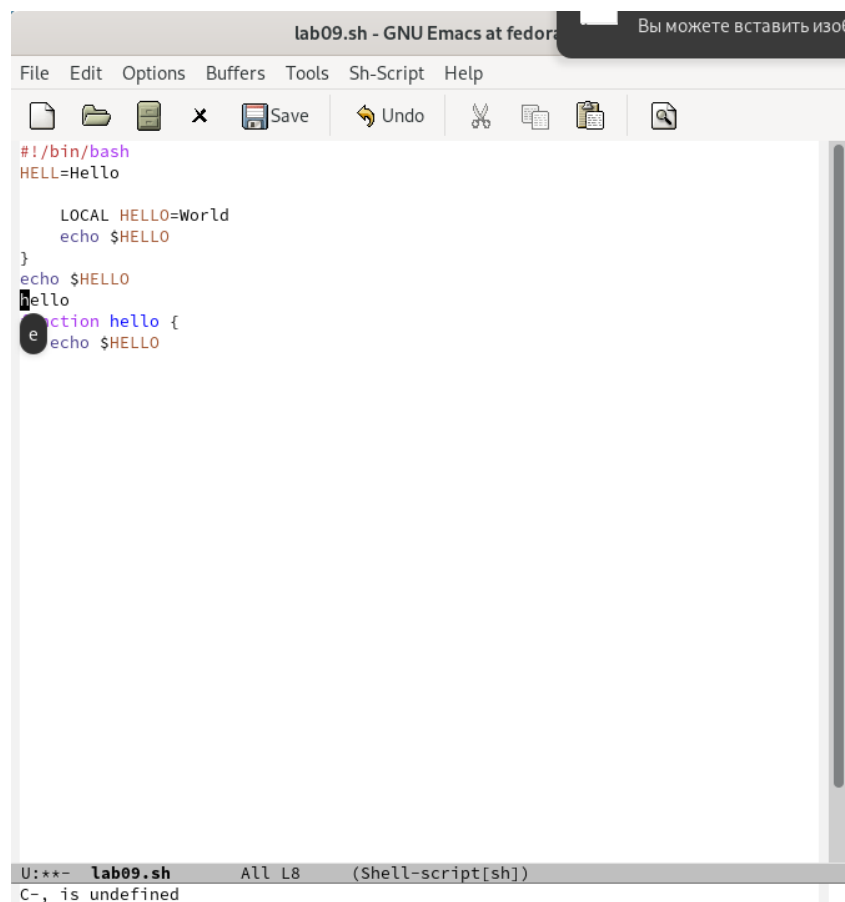 lab09.sh - GNU Emacs at fedora
Вы можете вставить
File Edit Options Buffers Tools Sh-Script Help
Save Undo
#!/bin/bash
HELL=Hello
LOCAL HELLO=World
echo $HELLO
}
echo $HELLO
hello
ction hello {
e
echo $HELLO
U:**- lab09.sh All L8 (Shell-script[sh])
C-, is undefined